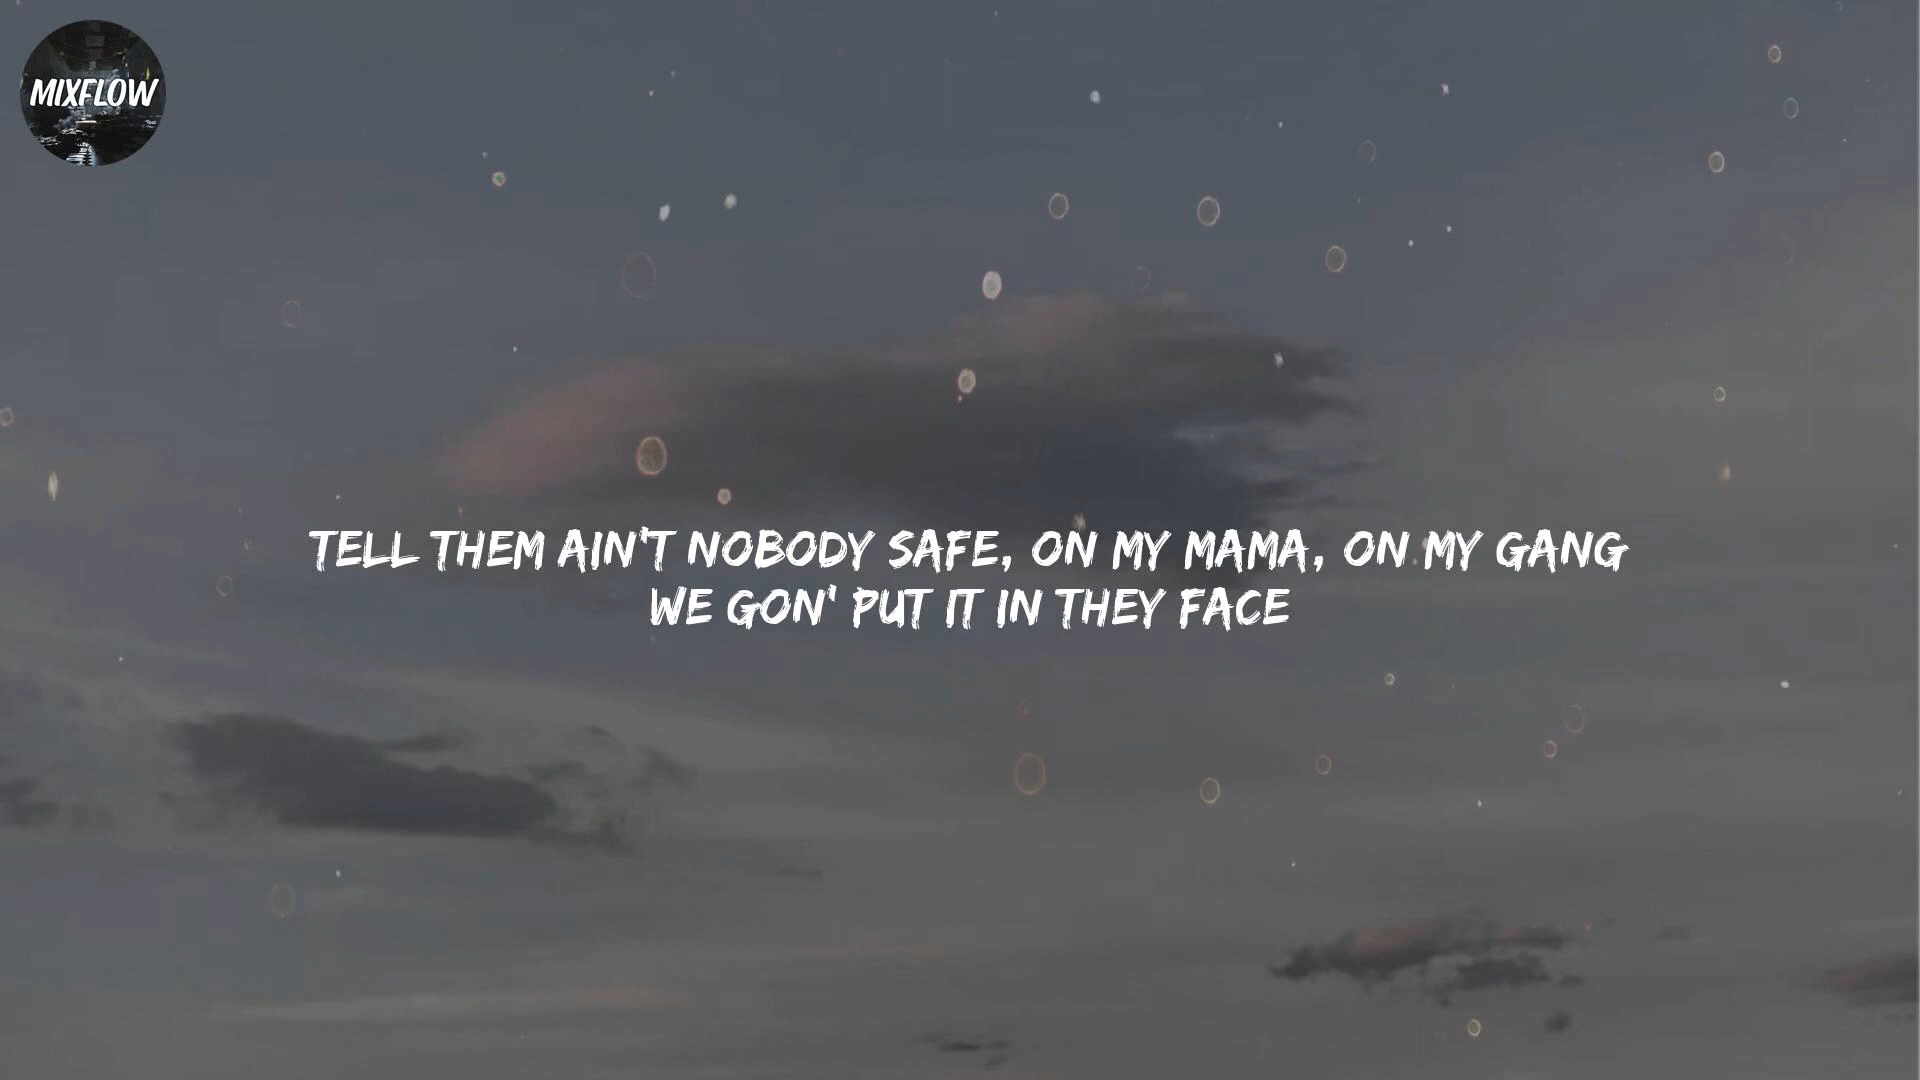 MIXFLOW
TELL THEM AIN'T NOBODY SAFE, ON MY MAMA, ON MY GANG
WE GON' PUT IT IN THEY FACE